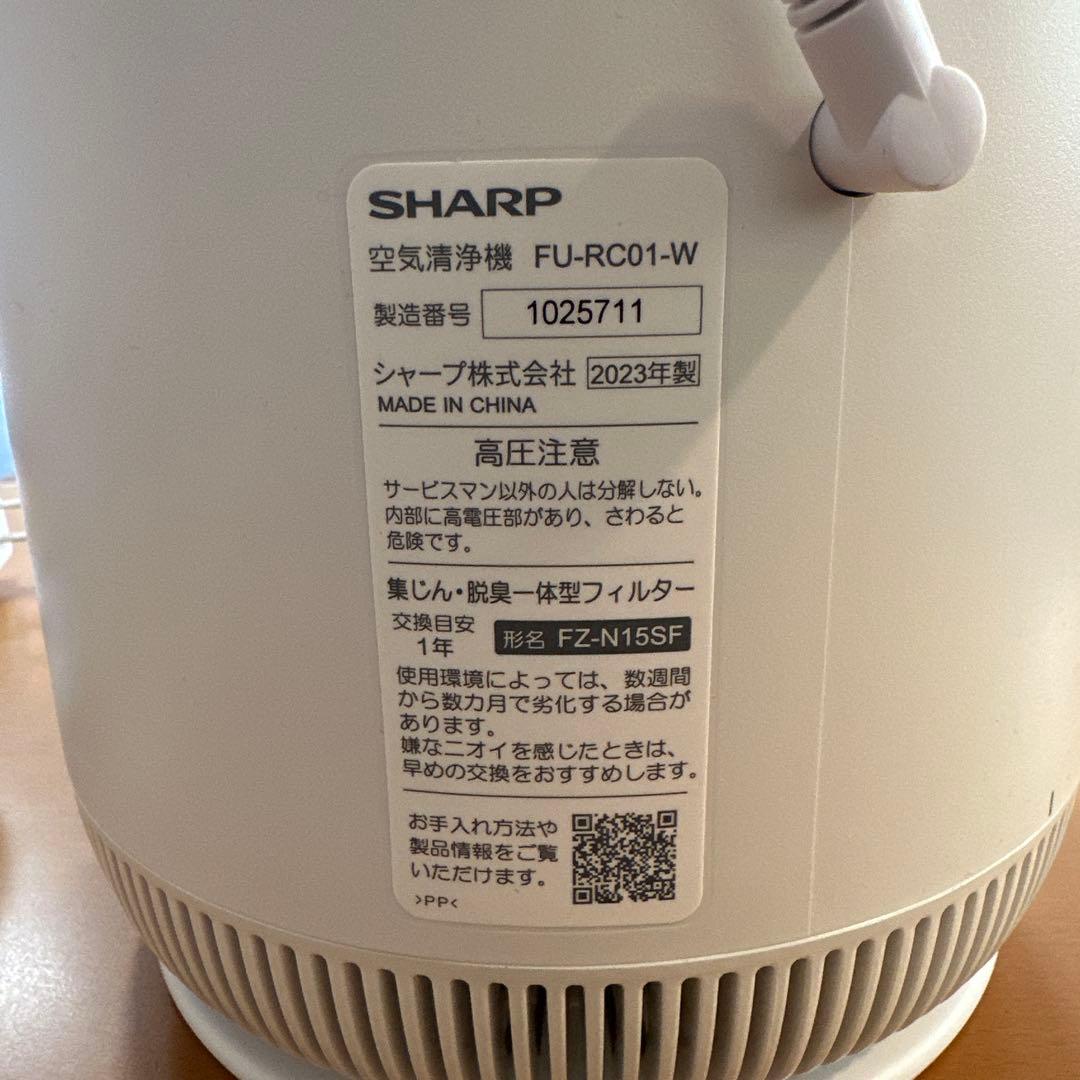 SHARP
空気清浄機 FU-RC01-W
製造番号 1025711
シャープ株式会社 2023年製
MADE IN CHINA
高圧注意
サービスマン以外の人は分解しない。
内部に高電圧部があり、さわると
危険です。
集じん・脱臭一体型フィルター
交換目安
1年
形名 FZ-N15SF
使用環境によっては、数週間
から数カ月で劣化する場合が
あります。
嫌なニオイを感じたときは、
早めの交換をおすすめします。
お手入れ方法や
製品情報をご覧
いただけます。
>PP<